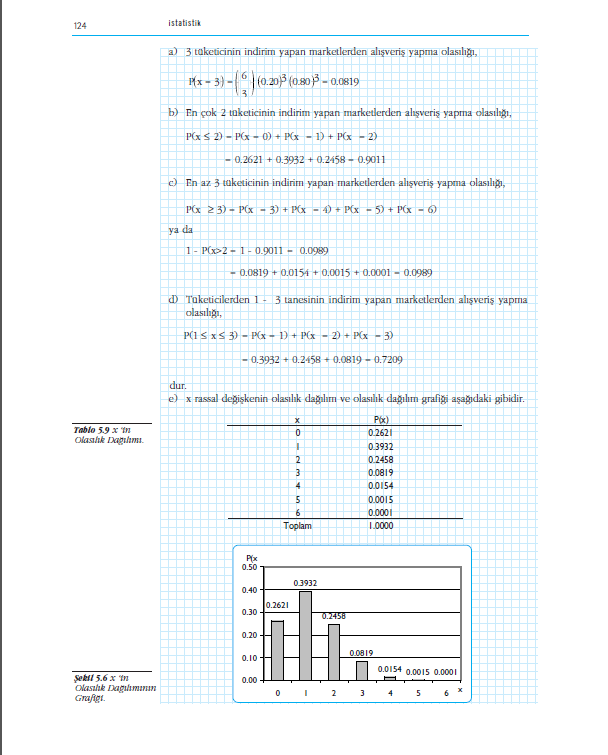 124
istatistik
a) 3 tüketicinin indirim yapan marketlerden alışveriş yapma olasılığı,
P(x = 3) = (6 3) (0.20)³ (0.80)³ = 0.0819
b) En çok 2 tüketicinin indirim yapan marketlerden alışveriş yapma olasılığı,
P(x ≤ 2) = P(x = 0) + P(x = 1) + P(x = 2)
= 0.2621 + 0.3932 + 0.2458 = 0.9011
c) En az 3 tüketicinin indirim yapan marketlerden alışveriş yapma olasılığı,
P(x ≥ 3) = P(x = 3) + P(x = 4) + P(x = 5) + P(x = 6)
ya da
1 - P(x>2 = 1 - 0.9011 = 0.0989
= 0.0819 + 0.0154 + 0.0015 + 0.0001 = 0.0989
d) Tüketicilerden 1 - 3 tanesinin indirim yapan marketlerden alışveriş yapma
olasılığı,
P(1 ≤ x ≤ 3) = P(x = 1) + P(x = 2) + P(x = 3)
= 0.3932 + 0.2458 + 0.0819 = 0.7209
dur.
e) x rassal değişkenin olasılık dağılım ve olasılık dağılım grafiği aşağıdaki gibidir.
Tablo 5.9 x 'in
Olasılık Dağılımı.
x P(x)
0 0.2621
1 0.3932
2 0.2458
3 0.0819
4 0.0154
5 0.0015
6 0.0001
Toplam 1.0000
P(x
0.50
0.40
0.30
0.20
0.10
0.00
0.2621
0.3932
0.2458
0.0819
0.0154
0.0015
0.0001
0 1 2 3 4 5 6 x
Şekil 5.6 x 'in
Olasılık Dağılımının
Grafiği.